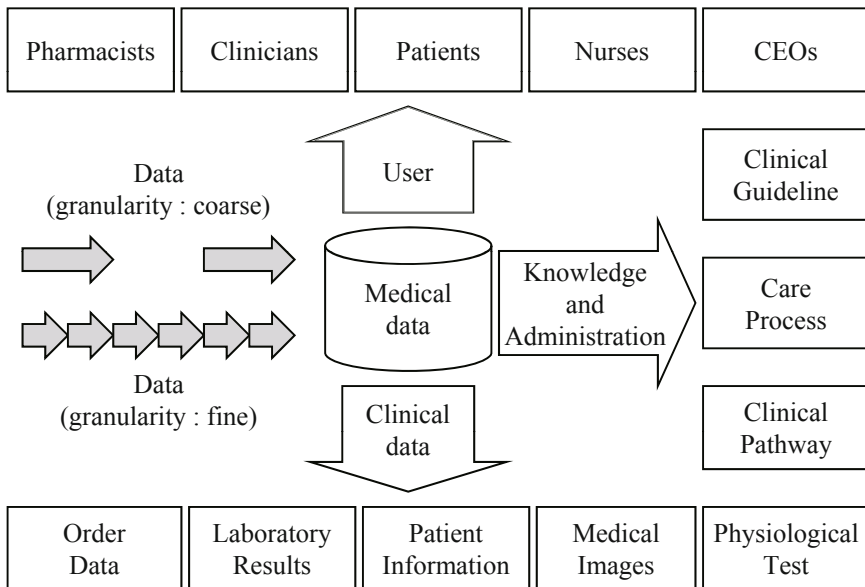 Pharmacists
Clinicians
Patients
Nurses
CEOs
Data
(granularity : coarse)
User
Clinical
Guideline
Medical
data
Knowledge
and
Administration
Care
Process
Data
(granularity : fine)
Clinical
data
Clinical
Pathway
Order
Data
Laboratory
Results
Patient
Information
Medical
Images
Physiological
Test